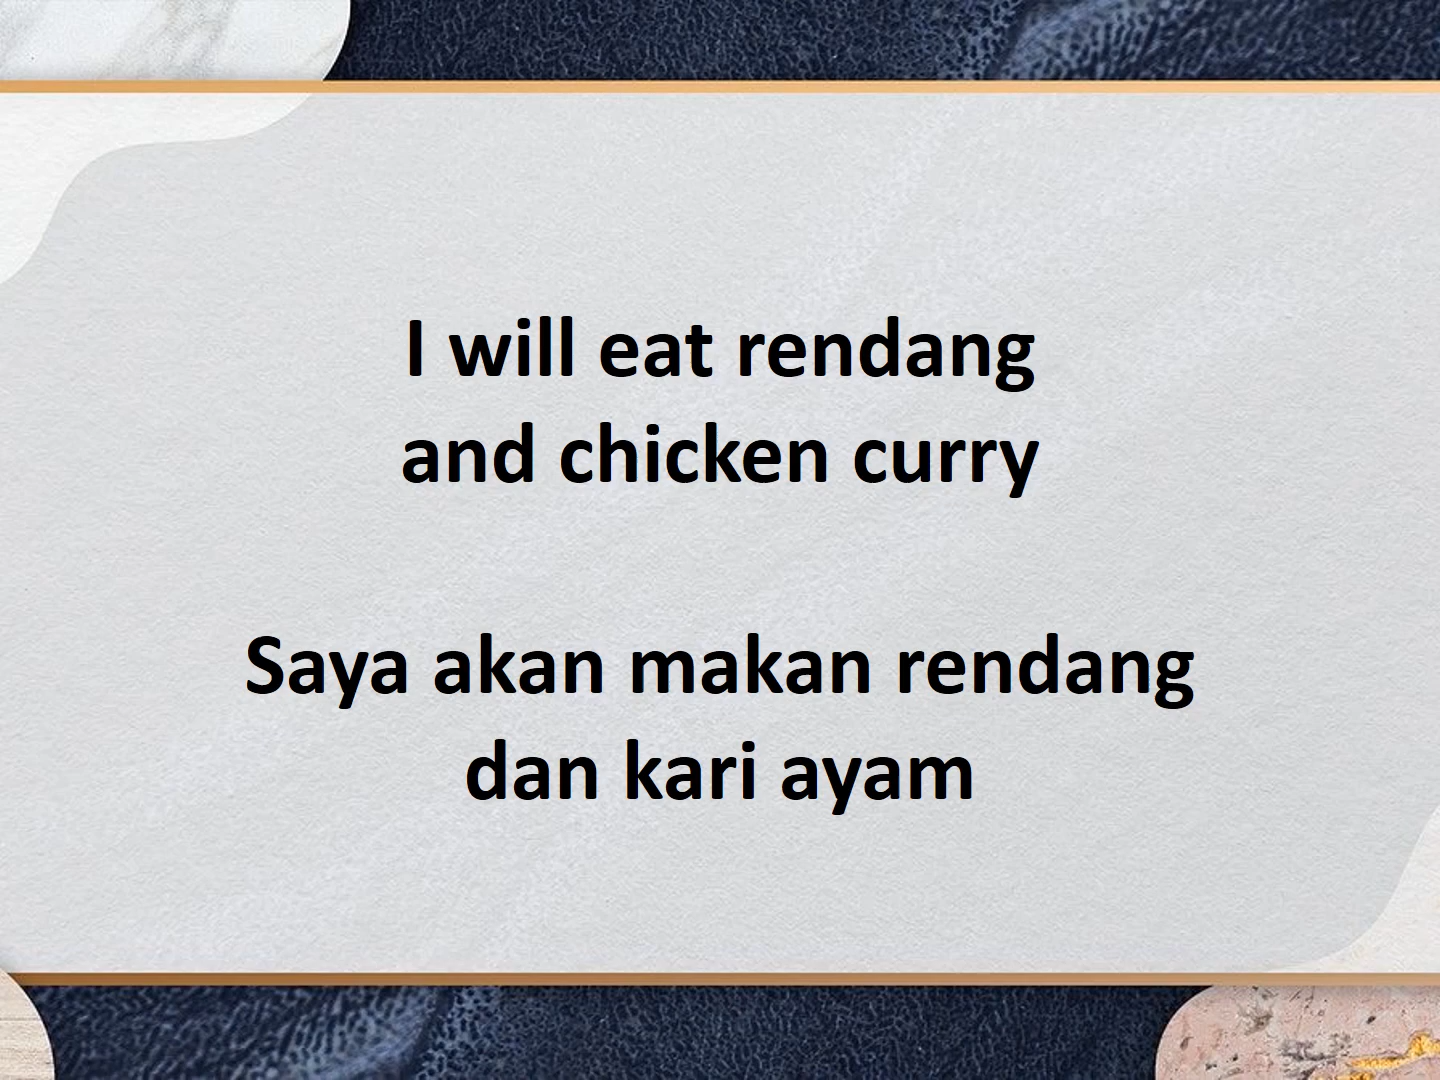 I will eat rendang
and chicken curry
Saya akan makan rendang
dan kari ayam